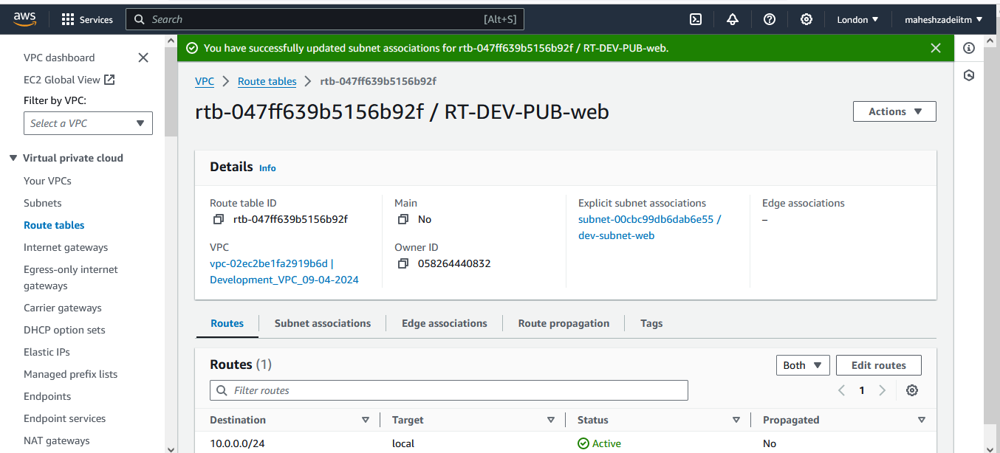 aws Services Search [Alt+S] London maheshzadeiitm
VPC dashboard
EC2 Global View
Filter by VPC:
Select a VPC
Virtual private cloud
Your VPCs
Subnets
Route tables
Internet gateways
Egress-only internet
gateways
Carrier gateways
DHCP option sets
Elastic IPs
Managed prefix lists
Endpoints
Endpoint services
NAT gateways
You have successfully updated subnet associations for rtb-047ff639b5156b92f / RT-DEV-PUB-web.
VPC > Route tables > rtb-047ff639b5156b92f
rtb-047ff639b5156b92f / RT-DEV-PUB-web
Actions
Details Info
Route table ID
rtb-047ff639b5156b92f
VPC
vpc-02ec2be1fa2919b6d |
Development_VPC_09-04-2024
Main
No
Owner ID
058264440832
Explicit subnet associations
subnet-00cbc99db6dab6e55 /
dev-subnet-web
Edge associations
–
Routes Subnet associations Edge associations Route propagation Tags
Routes (1)
Both Edit routes
Filter routes
1
Destination Target Status Propagated
10.0.0.0/24 local Active No